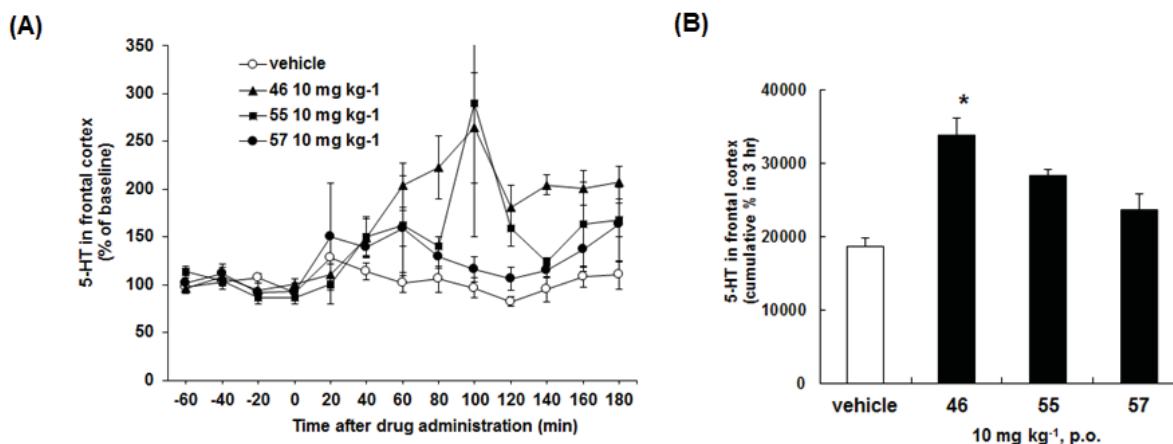 (A)
350
300
250
200
150
100
50
0
5-HT in frontal cortex
(% of baseline)
vehicle
46 10 mg kg-1
55 10 mg kg-1
57 10 mg kg-1
-60 -40 -20 0 20 40 60 80 100 120 140 160 180
Time after drug administration (min)
(B)
40000
30000
20000
10000
0
5-HT in frontal cortex
(cumulative % in 3 hr)
*
vehicle 46 55 57
10 mg kg-1, p.o.